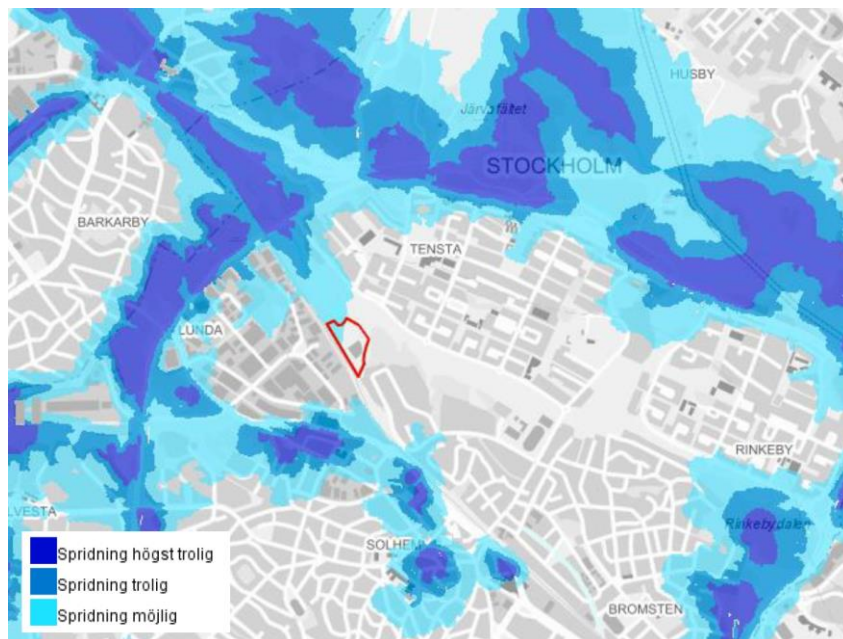 HUSBY
Järvafältet
STOCKHOLM
BARKARBY
TENSTA
LUNDA
RINKEBY
LVESTA
Rinkebydalen
Spridning högst trolig
SOLHEM
Spridning trolig
Spridning möjlig
BROMSTEN